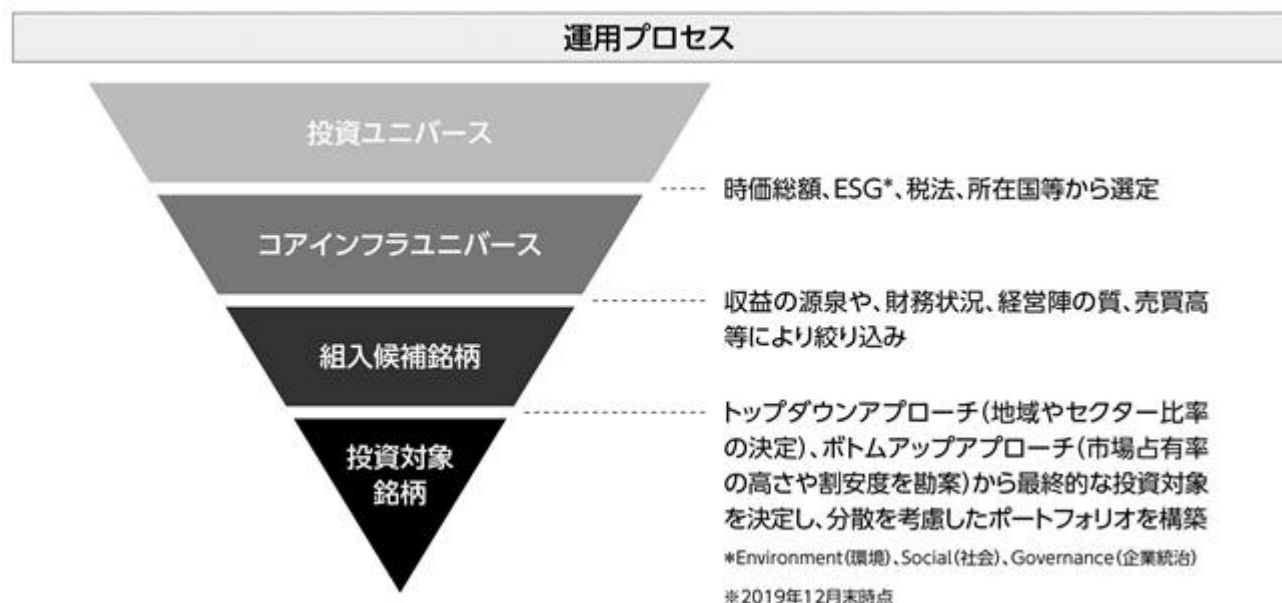 運用プロセス
投資ユニバース
時価総額、ESG*、税法、所在国等から選定
コアインフラユニバース
収益の源泉や、財務状況、経営陣の質、売買高
等により絞り込み
組入候補銘柄
トップダウンアプローチ(地域やセクター比率
の決定)、ボトムアップアプローチ(市場占有率
の高さや割安度を勘案)から最終的な投資対象
を決定し、分散を考慮したポートフォリオを構築
投資対象
銘柄
*Environment(環境)、Social(社会)、Governance(企業統治)
※2019年12月末時点